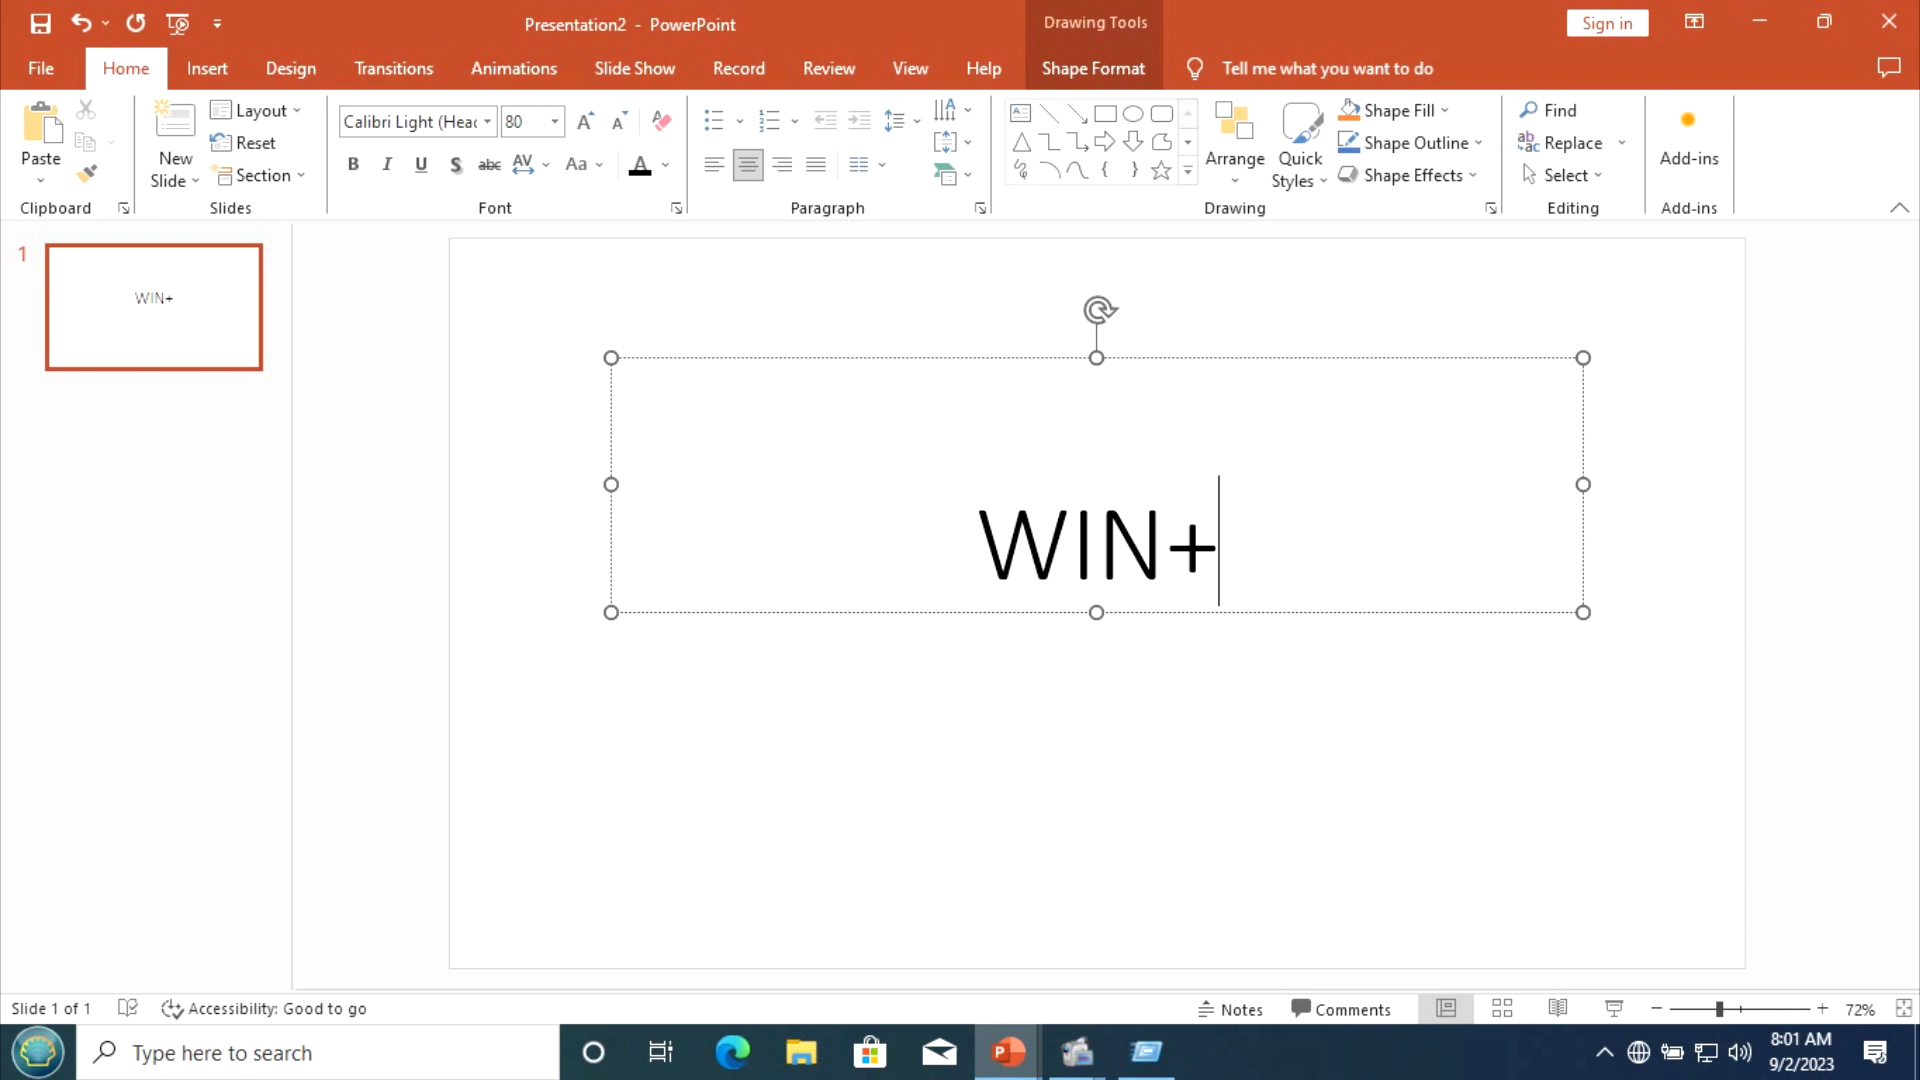 Presentation2 - PowerPoint
Drawing Tools
Sign in
File
Home
Insert
Design
Transitions
Animations
Slide Show
Record
Review
View
Help
Shape Format
Tell me what you want to do
Paste
Clipboard
New
Slide
Layout
Reset
Section
Slides
Calibri Light (Head
80
B I U S abc AV Aa A
Font
Paragraph
Arrange
Quick
Styles
Shape Fill
Shape Outline
Shape Effects
Drawing
Find
Replace
Select
Editing
Add-ins
Add-ins
1
WIN+
WIN+
Slide 1 of 1
Accessibility: Good to go
Notes
Comments
72%
Type here to search
8:01 AM
9/2/2023